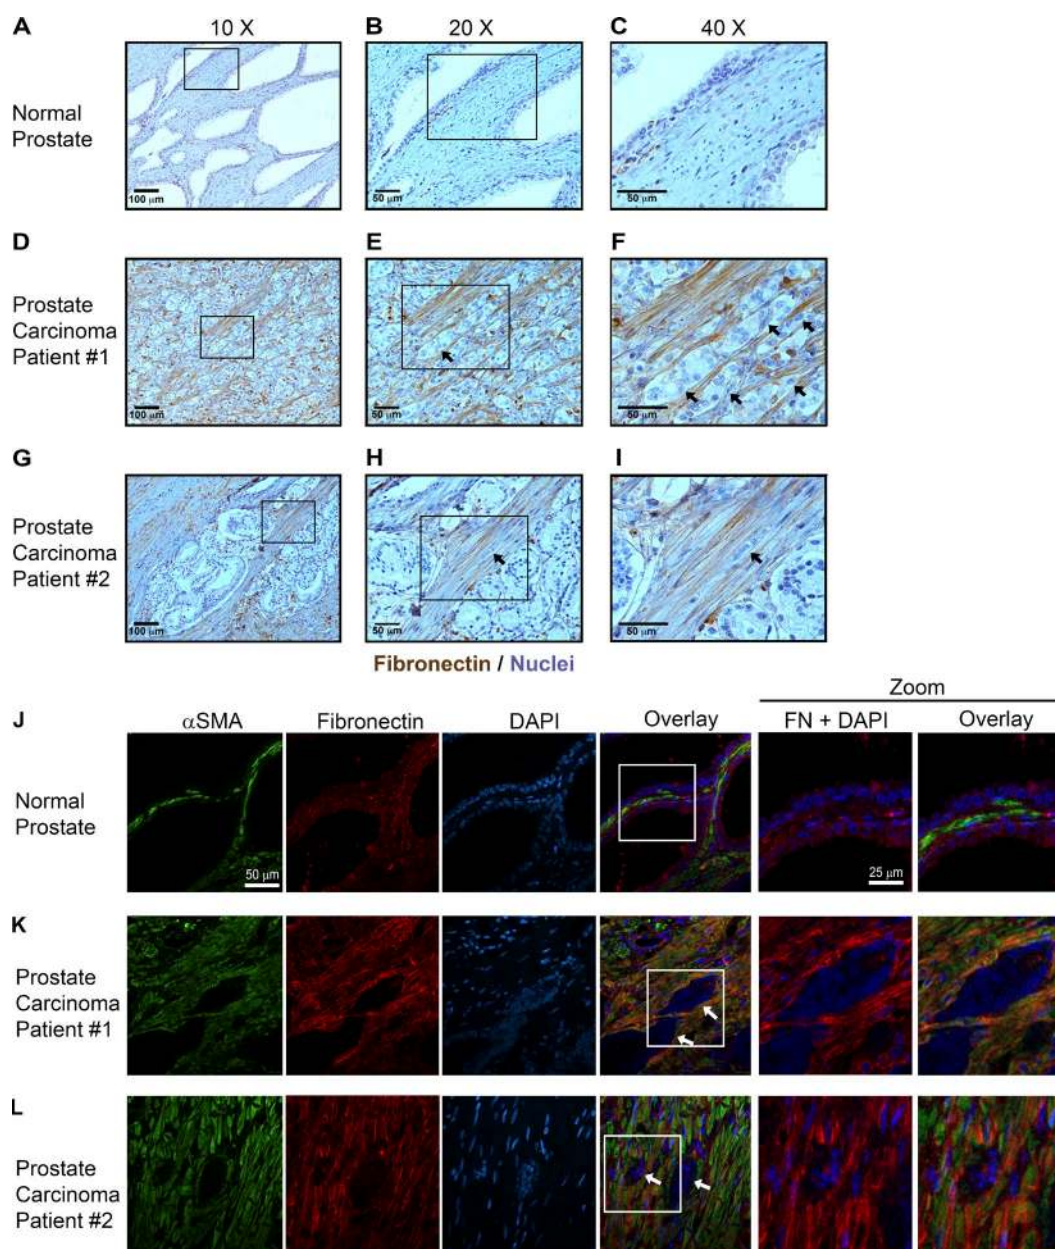 A 10 X B 20 X C 40 X
Normal
Prostate
100 μm 50 μm 50 μm
D E F
Prostate
Carcinoma
Patient #1
100 μm 50 μm 50 μm
G H I
Prostate
Carcinoma
Patient #2
100 μm 50 μm 50 μm
Fibronectin / Nuclei
Zoom
J αSMA Fibronectin DAPI Overlay FN + DAPI Overlay
Normal
Prostate
50 μm 25 μm
K
Prostate
Carcinoma
Patient #1
L
Prostate
Carcinoma
Patient #2